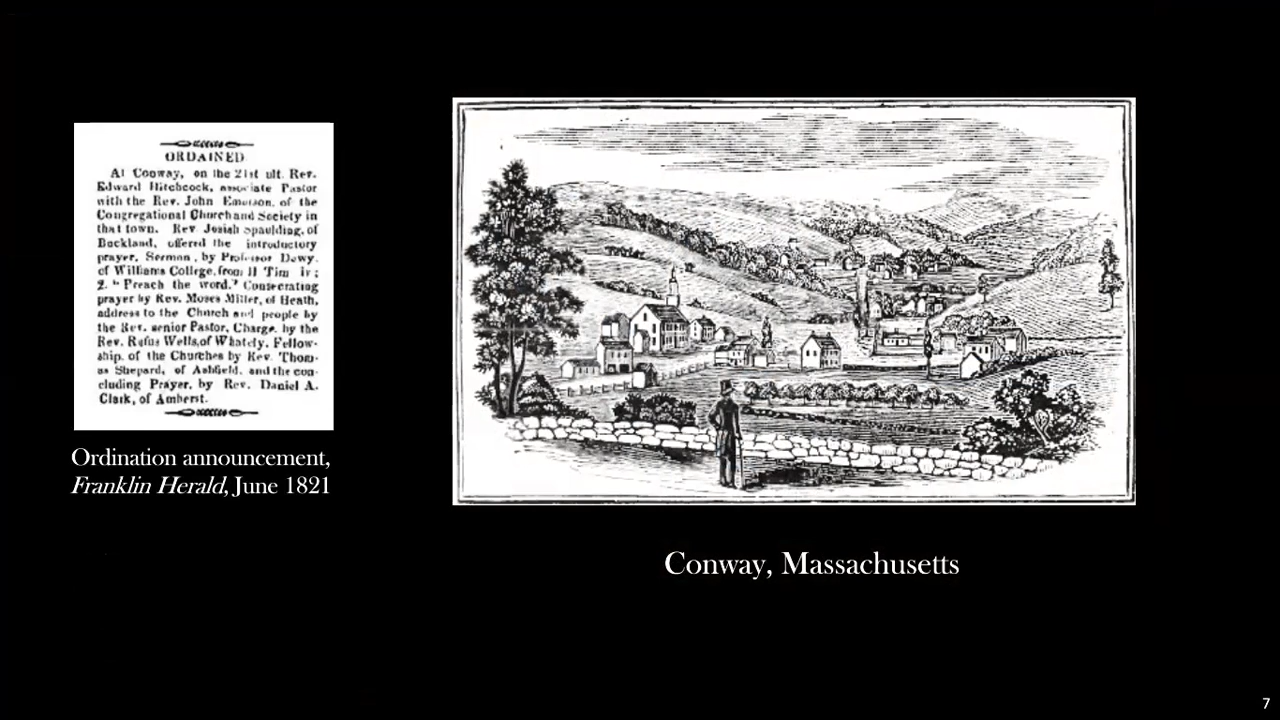 ORDAINED
At Conway, on the 21st ult. Rev.
Edward Hitchcock, associate Pastor
with the Rev. John Emerson, of the
Congregational Church and Society in
that town. Rev Josiah Spaulding, of
Buckland, offered the introductory
prayer, Sermon, by Professor Dewy,
of Williams College, from II Tim iv;
2. "Preach the word." Consecrating
prayer by Rev. Moses Miller, of Heath,
address to the Church and people by
the Rev. senior Pastor, Charge, by the
Rev. Rufus Wells, of Whately. Fellow-
ship, of the Churches by Rev. Thom-
as Shepard, of Ashfield, and the con-
cluding Prayer, by Rev. Daniel A.
Clark, of Amherst.
Ordination announcement,
Franklin Herald, June 1821
Conway, Massachusetts
7